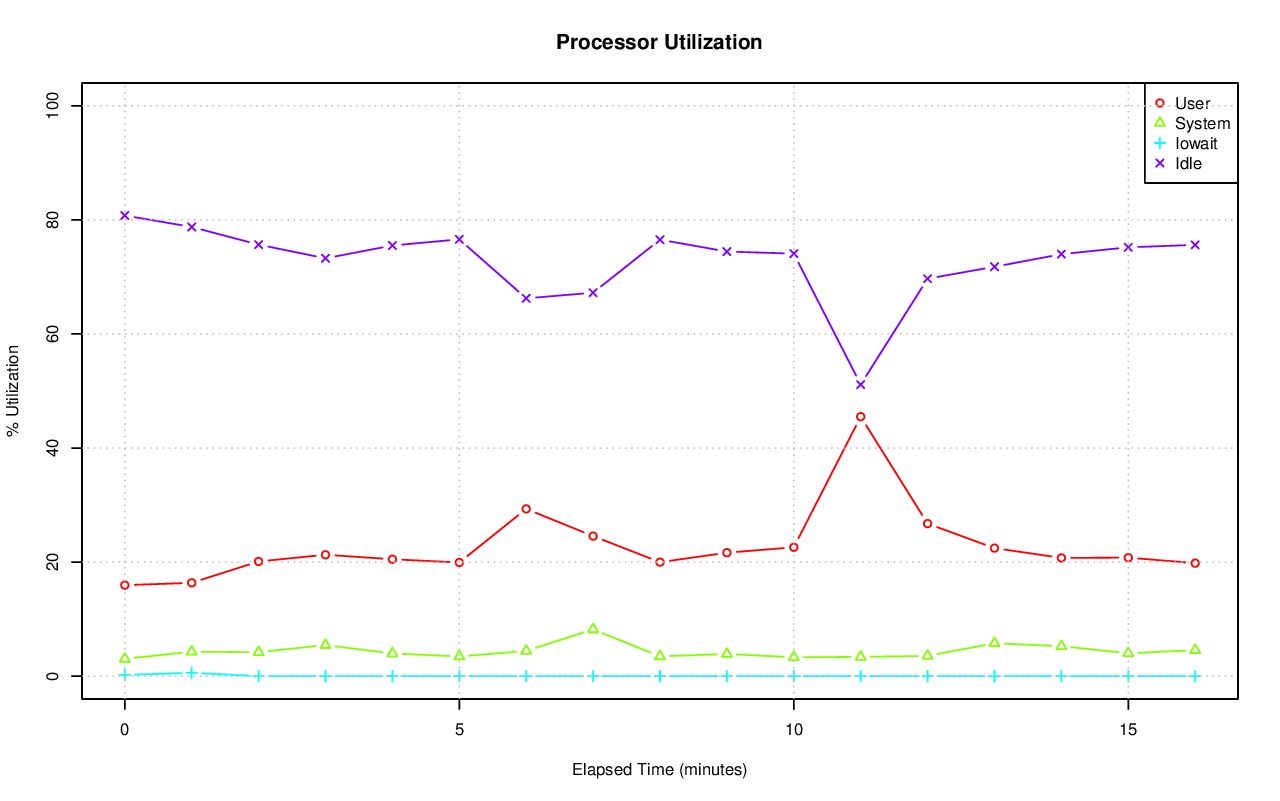 Processor Utilization
User
System
Iowait
Idle
% Utilization
100
80
60
40
20
0
0 5 10 15
Elapsed Time (minutes)